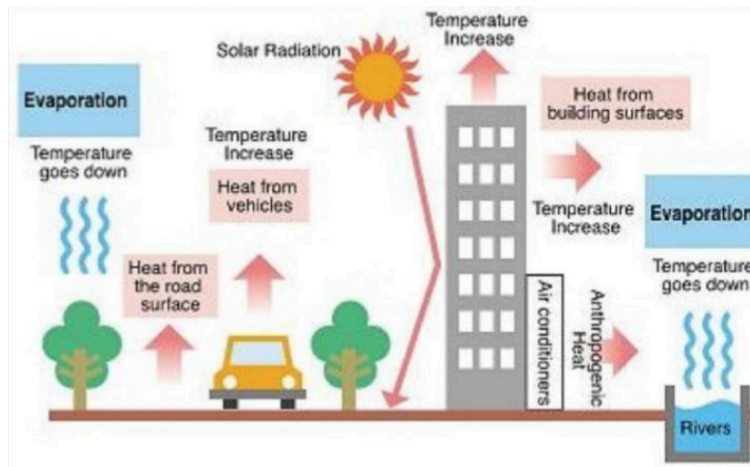 Temperature
Increase
Solar Radiation
Evaporation
Heat from
building surfaces
Temperature
Increase
Temperature
goes down
Heat from
vehicles
Temperature
Increase
Evaporation
Heat from
the road
surface
Temperature
goes down
Air conditioners
Anthropogenic
Heat
Rivers